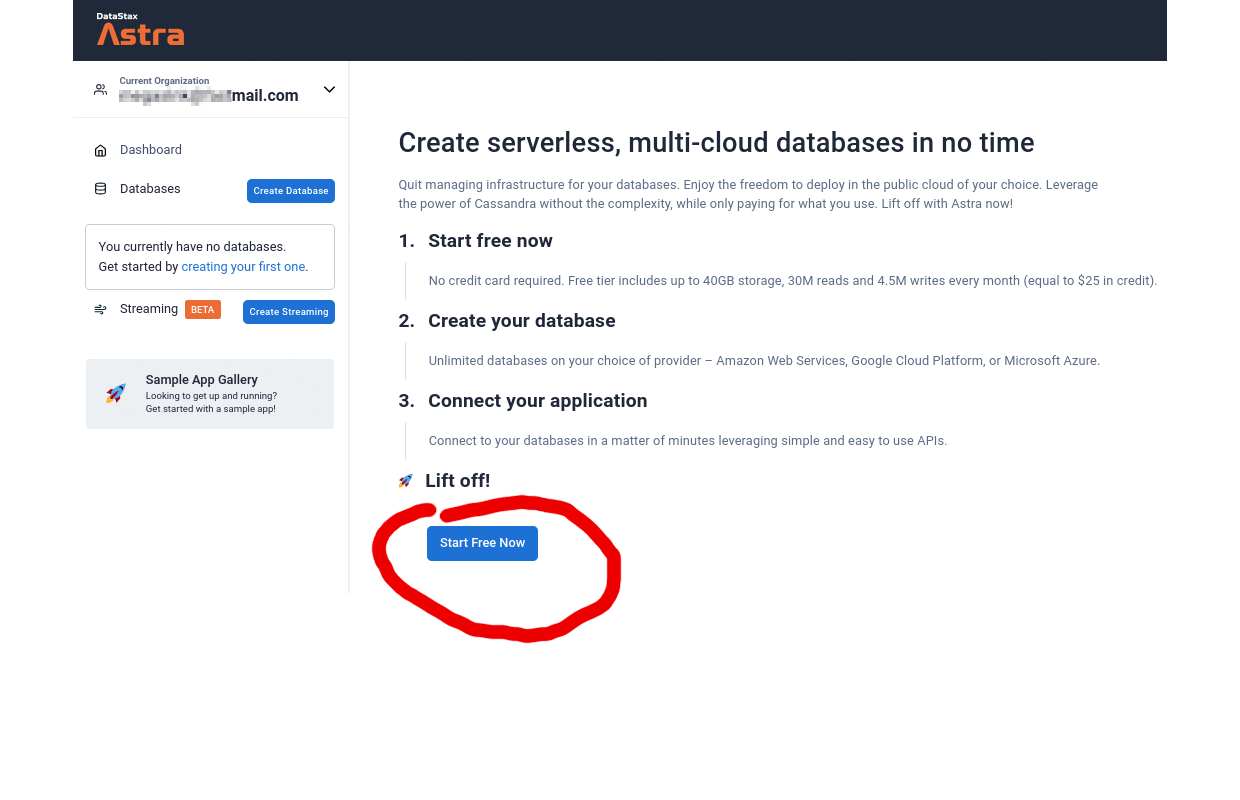 DataStax
Astra
Current Organization
mail.com
Dashboard
Databases
Create Database
You currently have no databases.
Get started by creating your first one.
Streaming
BETA
Create Streaming
Sample App Gallery
Looking to get up and running?
Get started with a sample app!
Create serverless, multi-cloud databases in no time
Quit managing infrastructure for your databases. Enjoy the freedom to deploy in the public cloud of your choice. Leverage
the power of Cassandra without the complexity, while only paying for what you use. Lift off with Astra now!
1. Start free now
No credit card required. Free tier includes up to 40GB storage, 30M reads and 4.5M writes every month (equal to $25 in credit).
2. Create your database
Unlimited databases on your choice of provider – Amazon Web Services, Google Cloud Platform, or Microsoft Azure.
3. Connect your application
Connect to your databases in a matter of minutes leveraging simple and easy to use APIs.
🚀 Lift off!
Start Free Now